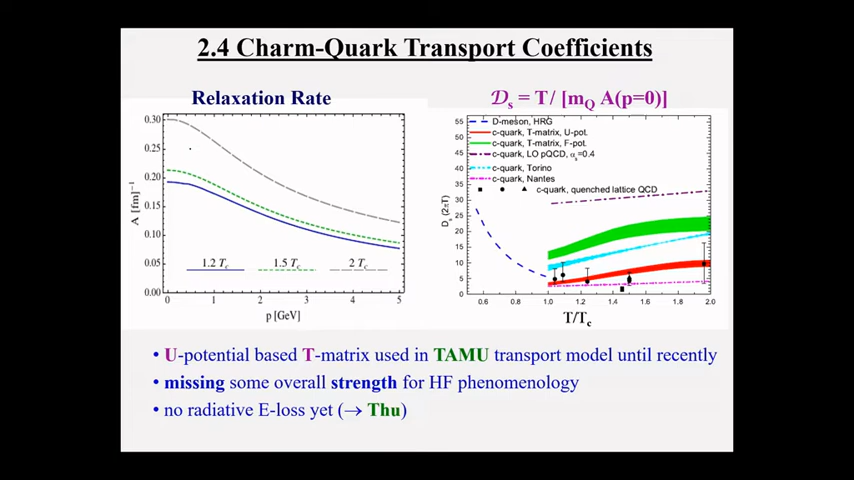 2.4 Charm-Quark Transport Coefficients
Relaxation Rate
𝒟s = T / [mQ A(p=0)]
0.30
0.25
0.20
0.15
0.10
0.05
0.00
A [fm]⁻¹
1.2 Tc
1.5 Tc
2 Tc
0 1 2 3 4 5
p [GeV]
55
50
45
40
35
30
25
20
15
10
5
0
Ds (2πT)
D-meson, HRG
c-quark, T-matrix, U-pot.
c-quark, T-matrix, F-pot.
c-quark, LO pQCD, αs=0.4
c-quark, Torino
c-quark, Nantes
c-quark, quenched lattice QCD
0.6 0.8 1.0 1.2 1.4 1.6 1.8 2.0
T/Tc
• U-potential based T-matrix used in TAMU transport model until recently
• missing some overall strength for HF phenomenology
• no radiative E-loss yet (→ Thu)